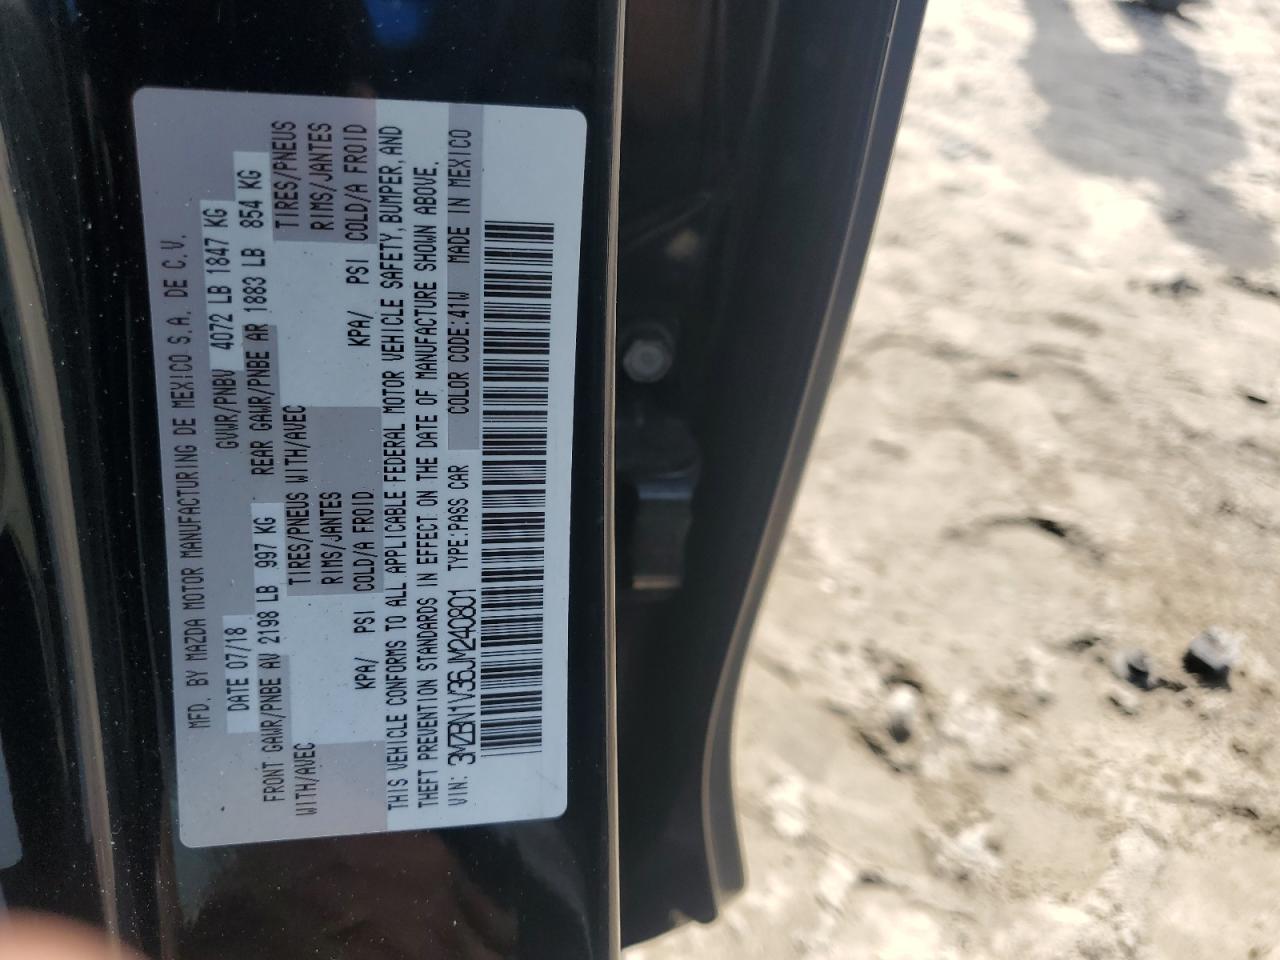 MFD. BY MAZDA MOTOR MANUFACTURING DE MEXICO S.A. DE C.V.
DATE 07/18 GVWR/PNBV 4072 LB 1847 KG
FRONT GAWR/PNBE AV 2198 LB 997 KG REAR GAWR/PNBE AR 1883 LB 854 KG
WITH/AVEC TIRES/PNEUS WITH/AVEC TIRES/PNEUS
RIMS/JANTES RIMS/JANTES
KPA/ PSI COLD/A FROID KPA/ PSI COLD/A FROID
THIS VEHICLE CONFORMS TO ALL APPLICABLE FEDERAL MOTOR VEHICLE SAFETY, BUMPER, AND
THEFT PREVENTION STANDARDS IN EFFECT ON THE DATE OF MANUFACTURE SHOWN ABOVE.
VIN: 3MZBN1V36JM240801 TYPE:PASS CAR COLOR CODE:41W MADE IN MEXICO